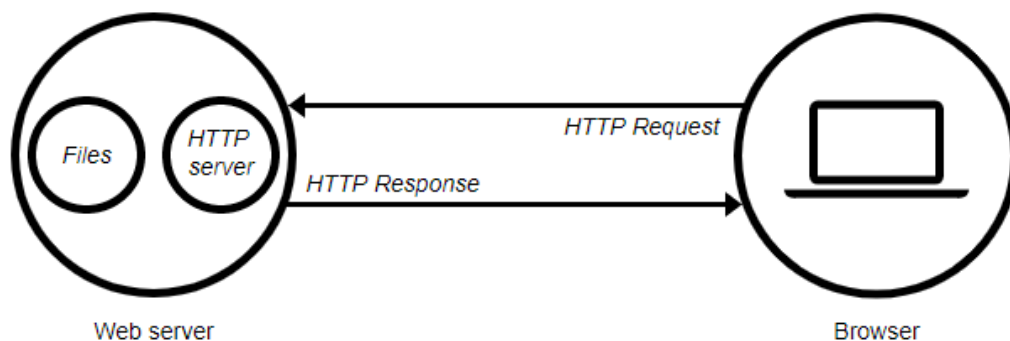 Files
HTTP
server
HTTP Request
HTTP Response
Web server
Browser